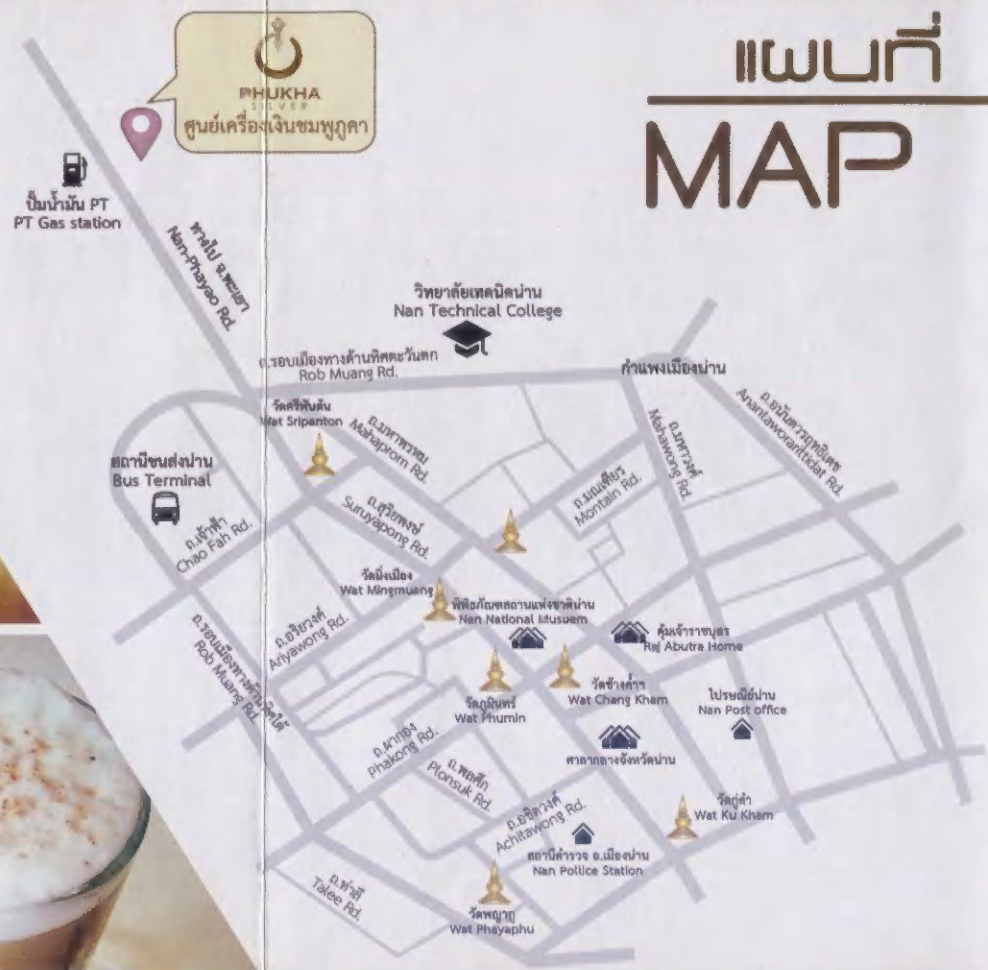 แผนที่
MAP
PHUKHA
SILVER
ศูนย์เครื่องเงินชมพูภูคา
ปั๊มน้ำมัน PT
PT Gas station
ทางไป จ.พะเยา
Nan-Phayao Rd.
วิทยาลัยเทคนิคน่าน
Nan Technical College
ถ.รอบเมืองทางด้านทิศตะวันตก
Rob Muang Rd.
กำแพงเมืองน่าน
ถ.อนันตวรฤทธิเดช
Anantaworarittidat Rd.
วัดศรีพันต้น
Wat Sripanton
ถ.มหาพรหม
Mahaprom Rd.
ถ.มหาวงศ์
Mahawong Rd.
สถานีขนส่งน่าน
Bus Terminal
ถ.เจ้าฟ้า
Chao Fah Rd.
ถ.สุริยพงษ์
Suruyapong Rd.
ถ.มณเฑียร
Montain Rd.
วัดมิ่งเมือง
Wat Mingmuang
พิพิธภัณฑสถานแห่งชาติน่าน
Nan National Musuem
ถ.อริยวงศ์
Ariyawong Rd.
คุ้มเจ้าราชบุตร
Raj Abutra Home
ถ.รอบเมืองทางด้านทิศใต้
Rob Muang Rd.
วัดภูมินทร์
Wat Phumin
วัดช้างค้ำฯ
Wat Chang Kham
ไปรษณีย์น่าน
Nan Post office
ถ.ผากอง
Phakong Rd.
ศาลากลางจังหวัดน่าน
ถ.พลศึก
Plonsuk Rd.
ถ.อชิตวงศ์
Achitawong Rd.
วัดกู่คำ
Wat Ku Kham
สถานีตำรวจ อ.เมืองน่าน
Nan Pollice Station
ถ.ท่าลี่
Talee Rd.
วัดพญาภู
Wat Phayaphu